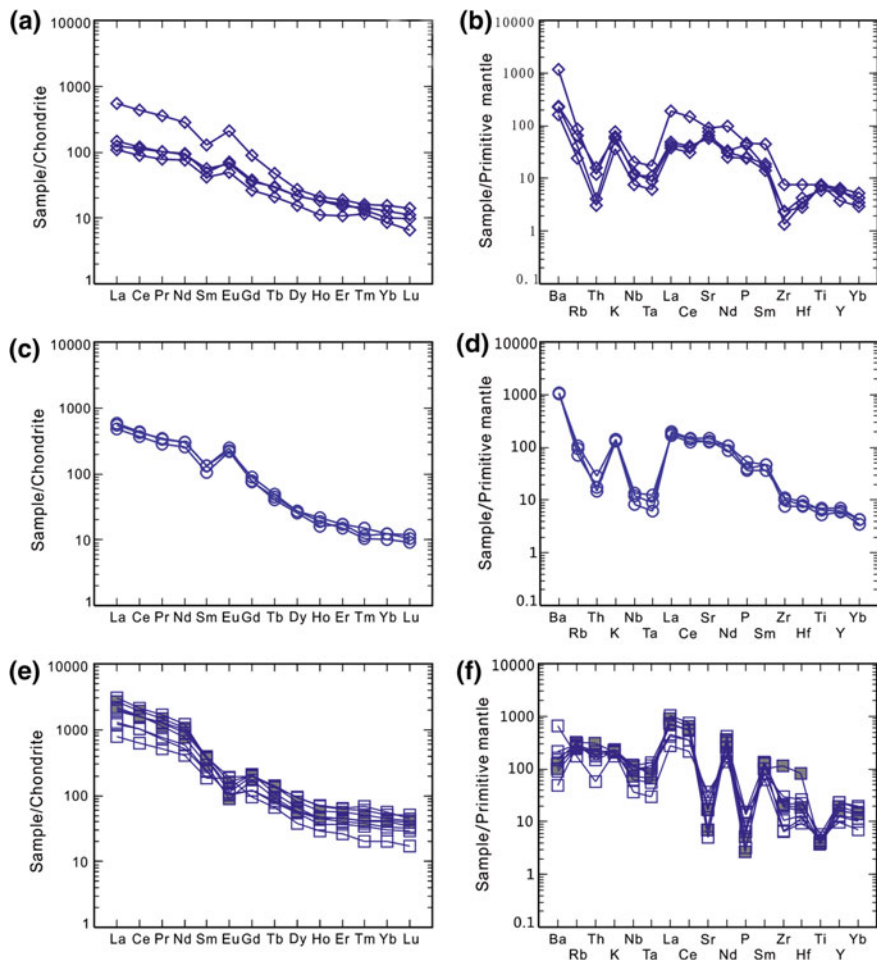 (a)
10000
1000
100
10
1
Sample/Chondrite
La Ce Pr Nd Sm Eu Gd Tb Dy Ho Er Tm Yb Lu
(b)
10000
1000
100
10
1
0.1
Sample/Primitive mantle
Ba Th Nb La Sr P Zr Ti Yb
Rb K Ta Ce Nd Sm Hf Y
(c)
10000
1000
100
10
1
Sample/Chondrite
La Ce Pr Nd Sm Eu Gd Tb Dy Ho Er Tm Yb Lu
(d)
10000
1000
100
10
1
0.1
Sample/Primitive mantle
Ba Th Nb La Sr P Zr Ti Yb
Rb K Ta Ce Nd Sm Hf Y
(e)
10000
1000
100
10
1
Sample/Chondrite
La Ce Pr Nd Sm Eu Gd Tb Dy Ho Er Tm Yb Lu
(f)
10000
1000
100
10
1
0.1
Sample/Primitive mantle
Ba Th Nb La Sr P Zr Ti Yb
Rb K Ta Ce Nd Sm Hf Y